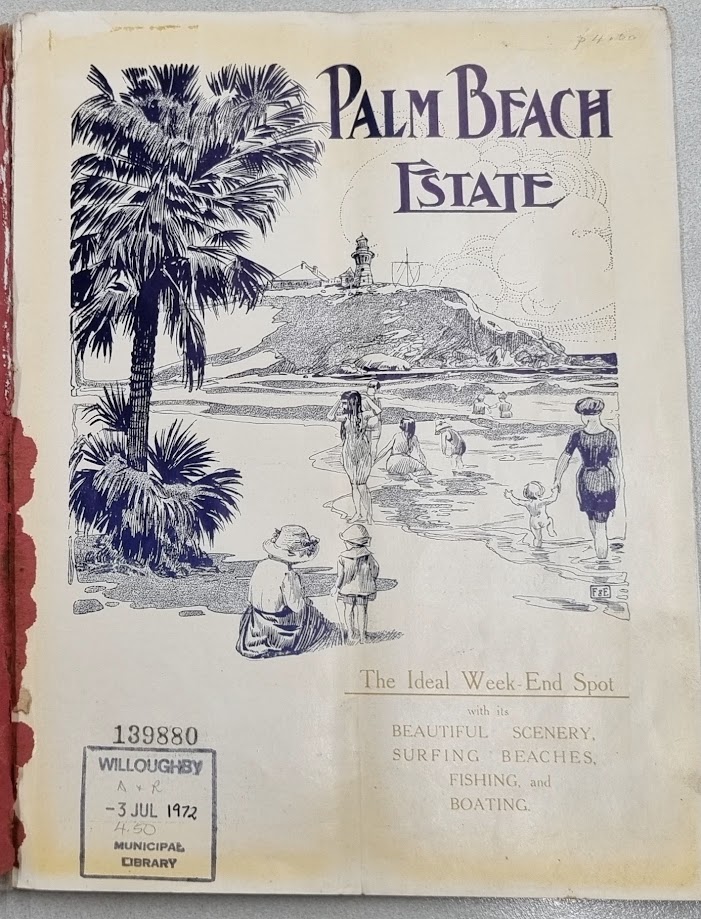 PALM BEACH
ESTATE
F&E
The Ideal Week-End Spot
with its
BEAUTIFUL SCENERY,
SURFING BEACHES,
FISHING, and
BOATING.
139880
WILLOUGHBY
A & R
-3 JUL 1972
4.50
MUNICIPAL
LIBRARY